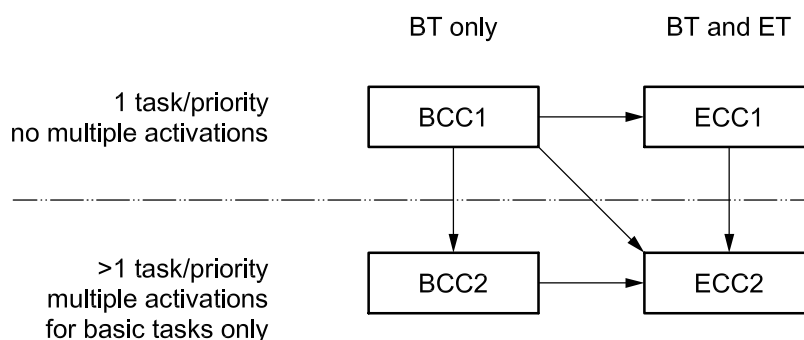 BT only
BT and ET
1 task/priority
no multiple activations
BCC1
ECC1
>1 task/priority
multiple activations
for basic tasks only
BCC2
ECC2